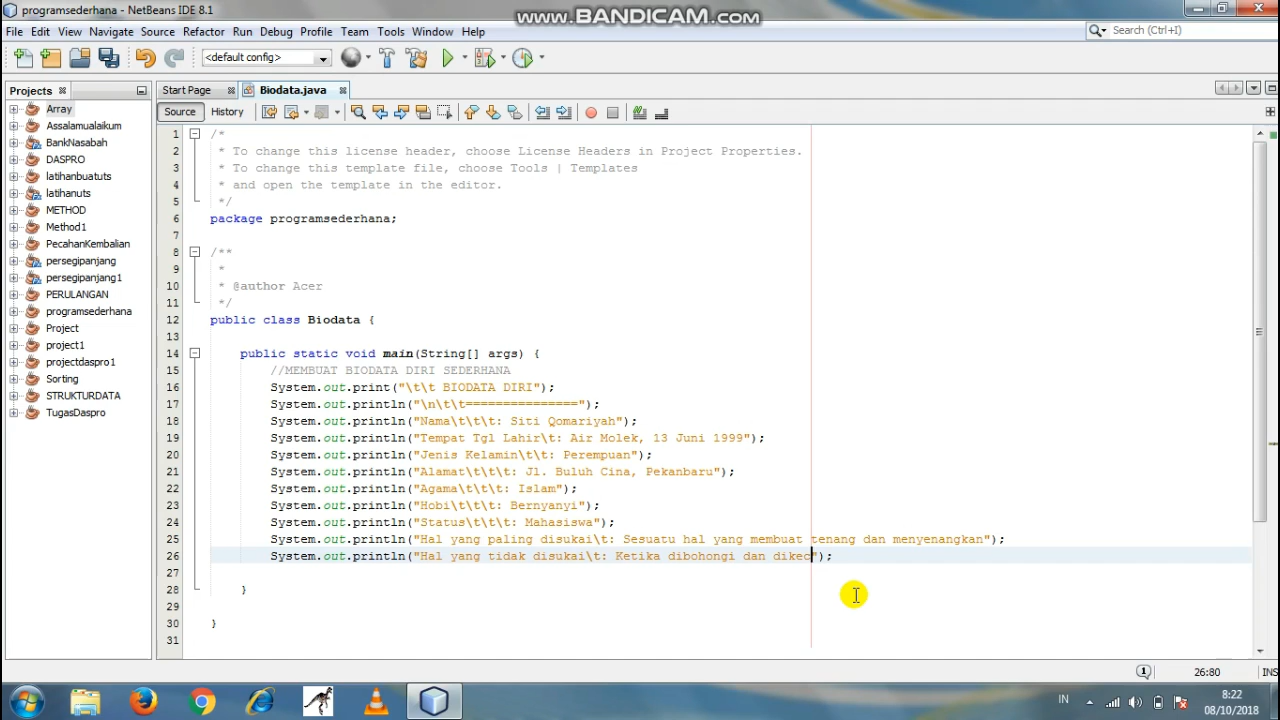 programsederhana - NetBeans IDE 8.1
www.BANDICAM.com
File Edit View Navigate Source Refactor Run Debug Profile Team Tools Window Help
Search (Ctrl+I)
<default config>
Projects
Start Page
Biodata.java
Source
History
Array
Assalamualaikum
BankNasabah
DASPRO
latihanbuatuts
latihanuts
METHOD
Method1
PecahanKembalian
persegipanjang
persegipanjang1
PERULANGAN
programsederhana
Project
project1
projectdaspro1
Sorting
STRUKTURDATA
TugasDaspro
1 /*
2 * To change this license header, choose License Headers in Project Properties.
3 * To change this template file, choose Tools | Templates
4 * and open the template in the editor.
5 */
6 package programsederhana;
7
8 /**
9 *
10 * @author Acer
11 */
12 public class Biodata {
13
14 public static void main(String[] args) {
15 //MEMBUAT BIODATA DIRI SEDERHANA
16 System.out.print("\t\t BIODATA DIRI");
17 System.out.println("\n\t\t===============");
18 System.out.println("Nama\t\t\t: Siti Qomariyah");
19 System.out.println("Tempat Tgl Lahir\t: Air Molek, 13 Juni 1999");
20 System.out.println("Jenis Kelamin\t\t: Perempuan");
21 System.out.println("Alamat\t\t\t: Jl. Buluh Cina, Pekanbaru");
22 System.out.println("Agama\t\t\t: Islam");
23 System.out.println("Hobi\t\t\t: Bernyanyi");
24 System.out.println("Status\t\t\t: Mahasiswa");
25 System.out.println("Hal yang paling disukai\t: Sesuatu hal yang membuat tenang dan menyenangkan");
26 System.out.println("Hal yang tidak disukai\t: Ketika dibohongi dan dikec");
27
28 }
29
30 }
31
1
26:80
INS
IN
8:22
08/10/2018